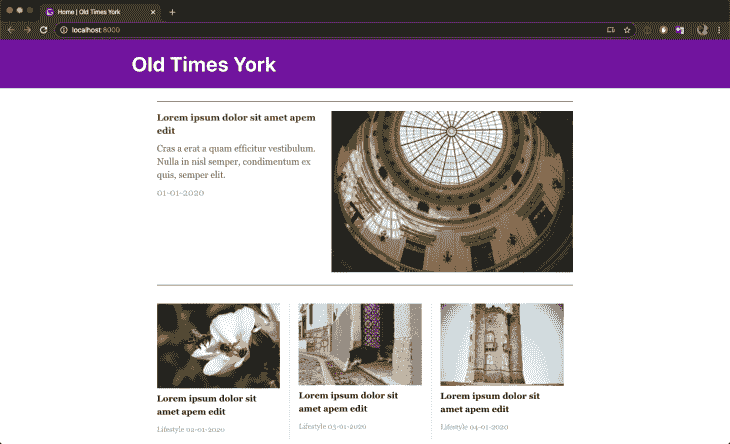 Home | Old Times York
localhost:8000
Old Times York
Lorem ipsum dolor sit amet apem
edit
Cras a erat a quam efficitur vestibulum.
Nulla in nisl semper, condimentum ex
quis, semper elit.
01-01-2020
Lorem ipsum dolor sit
amet apem edit
Lifestyle 02-01-2020
Lorem ipsum dolor sit
amet apem edit
Lifestyle 03-01-2020
Lorem ipsum dolor sit
amet apem edit
Lifestyle 04-01-2020